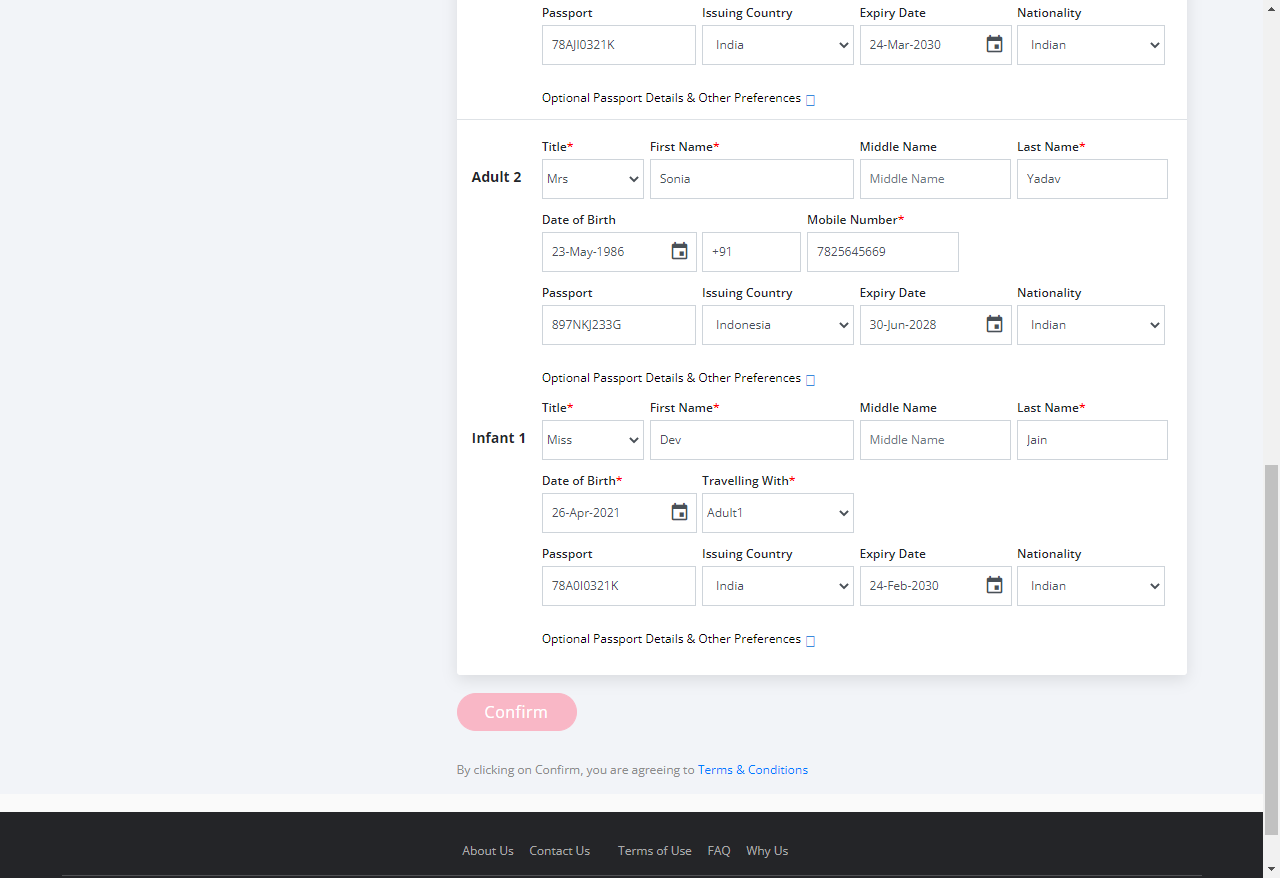 Passport Issuing Country Expiry Date Nationality
78AJI0321K India 24-Mar-2030 Indian
Optional Passport Details & Other Preferences
Title* First Name* Middle Name Last Name*
Adult 2 Mrs Sonia Middle Name Yadav
Date of Birth Mobile Number*
23-May-1986 +91 7825645669
Passport Issuing Country Expiry Date Nationality
897NKJ233G Indonesia 30-Jun-2028 Indian
Optional Passport Details & Other Preferences
Title* First Name* Middle Name Last Name*
Infant 1 Miss Dev Middle Name Jain
Date of Birth* Travelling With*
26-Apr-2021 Adult1
Passport Issuing Country Expiry Date Nationality
78A0I0321K India 24-Feb-2030 Indian
Optional Passport Details & Other Preferences
Confirm
By clicking on Confirm, you are agreeing to Terms & Conditions
About Us Contact Us Terms of Use FAQ Why Us